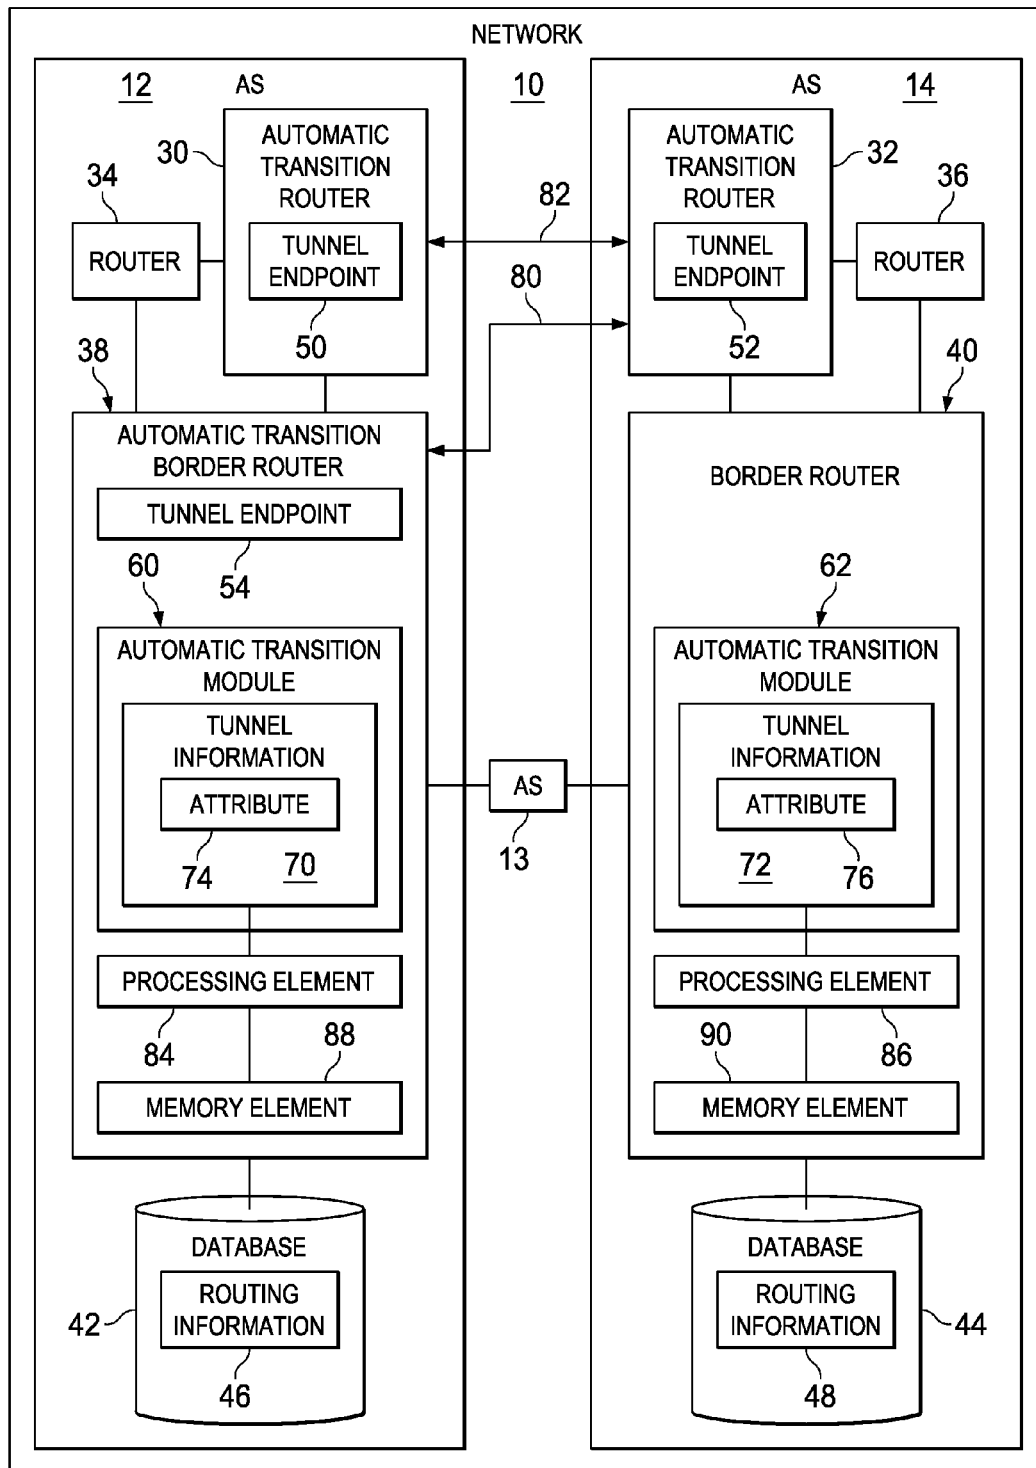 NETWORK
12
AS
10
AS
14
30
AUTOMATIC
TRANSITION
ROUTER
AUTOMATIC
TRANSITION
ROUTER
32
34
82
36
ROUTER
TUNNEL
ENDPOINT
TUNNEL
ENDPOINT
ROUTER
80
50
52
38
40
AUTOMATIC TRANSITION
BORDER ROUTER
BORDER ROUTER
TUNNEL ENDPOINT
60
54
62
AUTOMATIC TRANSITION
MODULE
AUTOMATIC TRANSITION
MODULE
TUNNEL
INFORMATION
TUNNEL
INFORMATION
ATTRIBUTE
AS
ATTRIBUTE
74
70
13
72
76
PROCESSING ELEMENT
PROCESSING ELEMENT
84
88
90
86
MEMORY ELEMENT
MEMORY ELEMENT
DATABASE
DATABASE
ROUTING
INFORMATION
ROUTING
INFORMATION
42
44
46
48